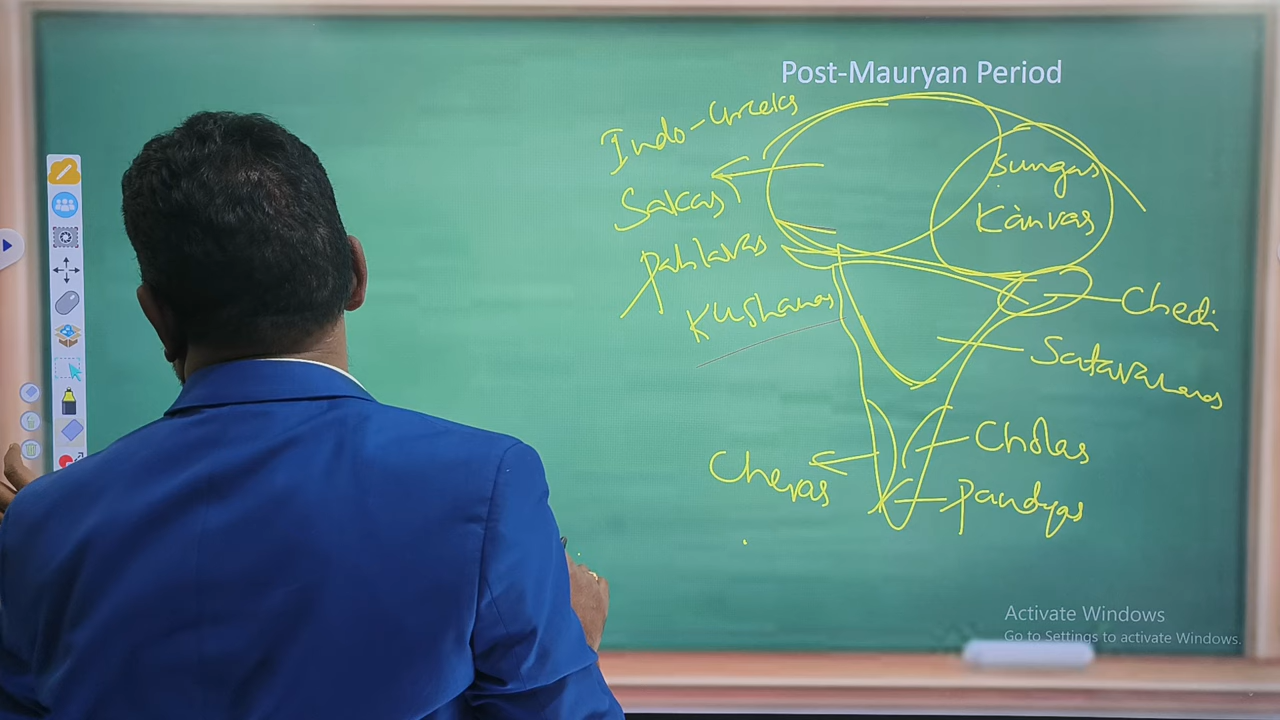 Post-Mauryan Period
Indo-Greeks
Sakas
Pahlavas
Kushanas
Sungas
Kanvas
Chedi
Satavahanas
Cholas
Cheras
Pandyas
Activate Windows
Go to Settings to activate Windows.